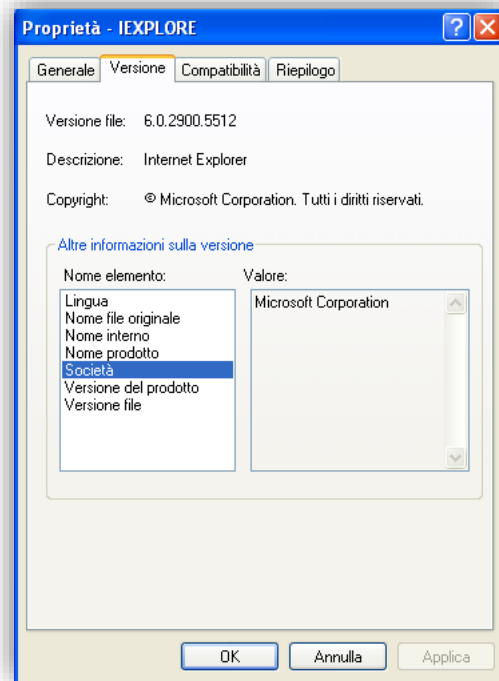 Proprietà - IEXPLORE
Generale Versione Compatibilità Riepilogo
Versione file: 6.0.2900.5512
Descrizione: Internet Explorer
Copyright: © Microsoft Corporation. Tutti i diritti riservati.
Altre informazioni sulla versione
Nome elemento: Valore:
Lingua Microsoft Corporation
Nome file originale
Nome interno
Nome prodotto
Società
Versione del prodotto
Versione file
OK Annulla Applica